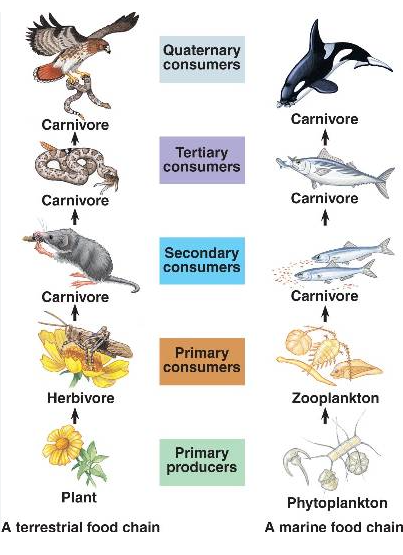 Quaternary
consumers
Carnivore
Carnivore
Tertiary
consumers
Carnivore
Carnivore
Secondary
consumers
Carnivore
Carnivore
Primary
consumers
Herbivore
Zooplankton
Primary
producers
Plant
Phytoplankton
A terrestrial food chain
A marine food chain